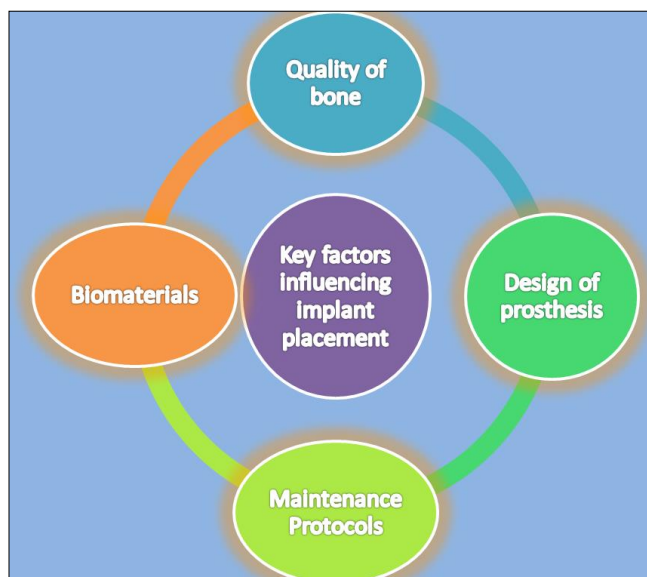 Quality of
bone
Key factors
influencing
implant
placement
Biomaterials
Design of
prosthesis
Maintenance
Protocols